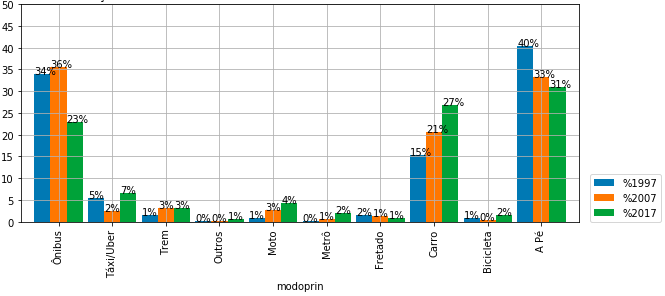 50
45
40
35
30
25
20
15
10
5
0
34% 36% 23%
5% 2% 7%
1% 3% 3%
0% 0% 1%
1% 3% 4%
0% 1% 2%
2% 1% 1%
15% 21% 27%
1% 0% 2%
40% 33% 31%
Ônibus
Táxi/Uber
Trem
Outros
Moto
Metrô
Fretado
Carro
Bicicleta
A Pé
modoprin
%1997
%2007
%2017